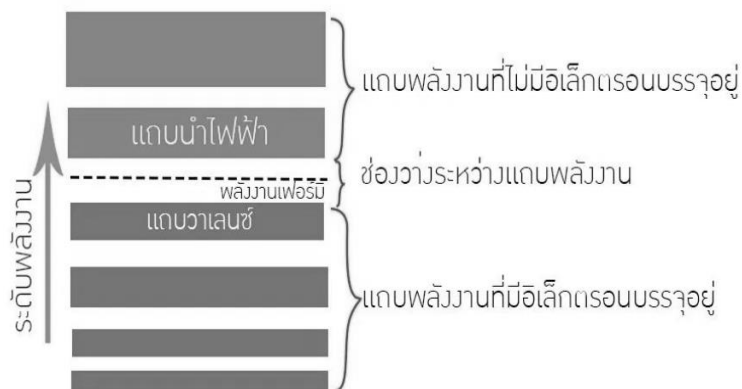 แถบพลังงานที่ไม่มีอิเล็กตรอนบรรจุอยู่
แถบนำไฟฟ้า
ช่องว่างระหว่างแถบพลังงาน
พลังงานเฟอร์มี
แถบวาเลนซ์
ระดับพลังงาน
แถบพลังงานที่มีอิเล็กตรอนบรรจุอยู่